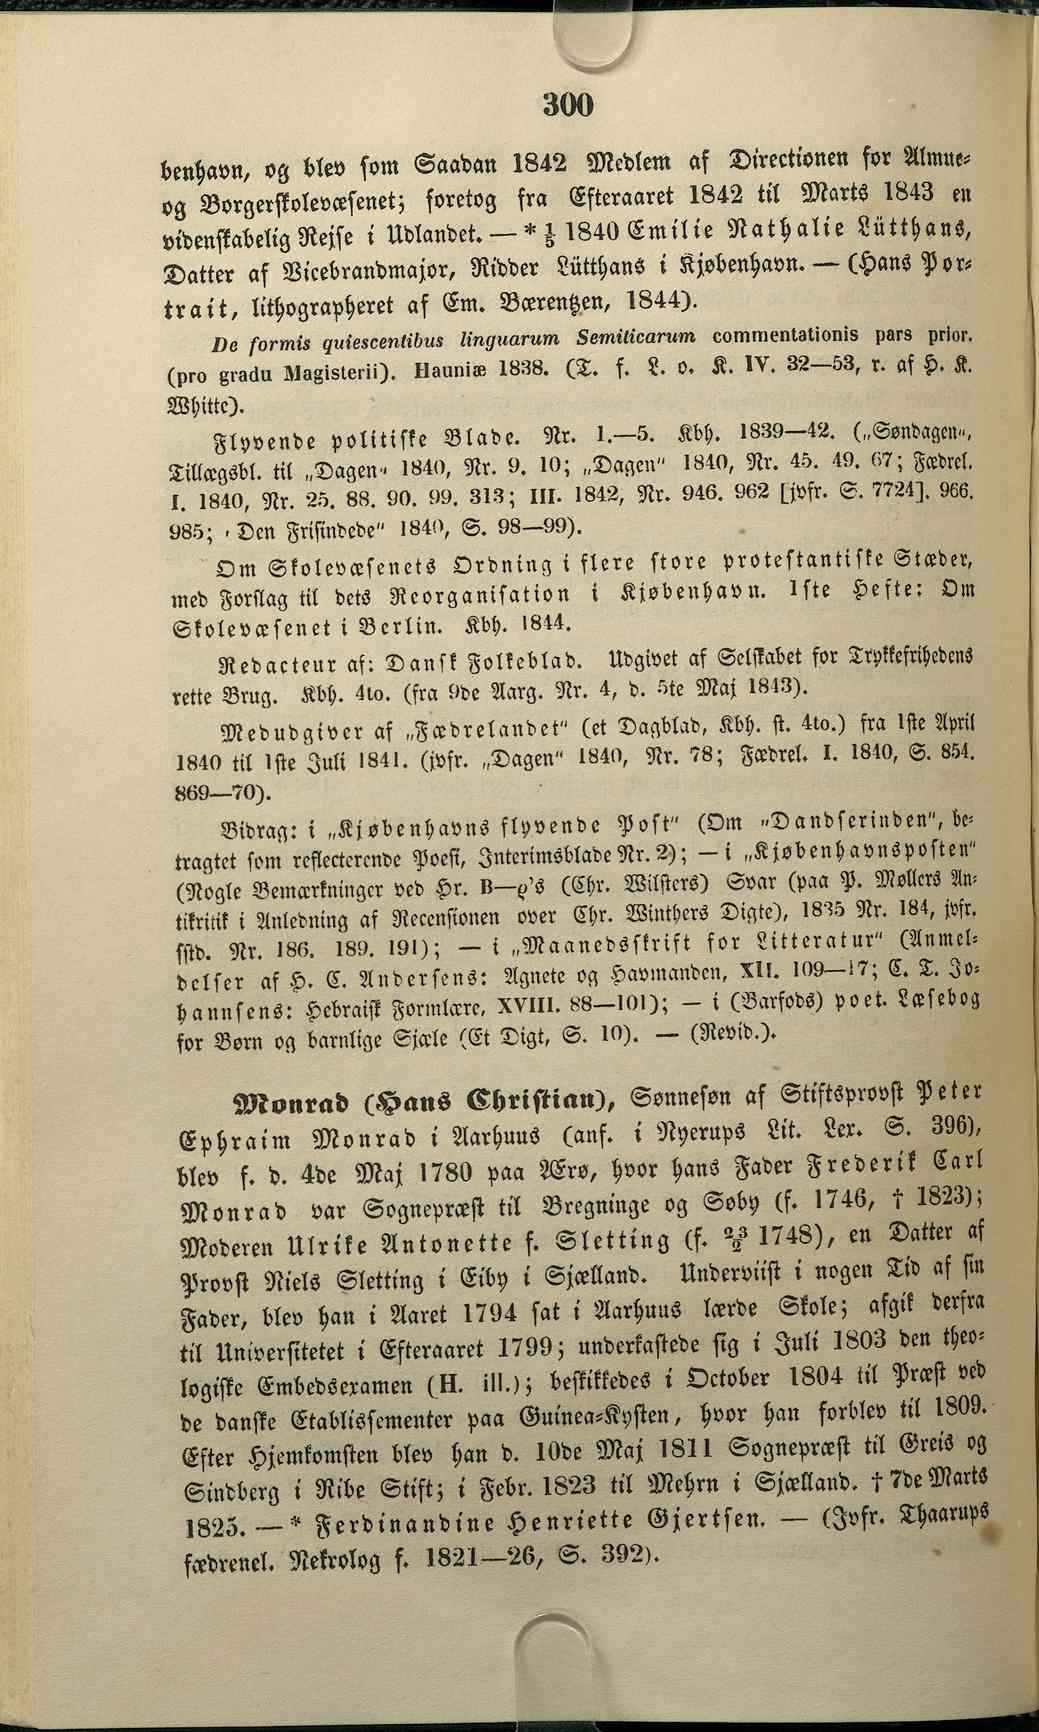 300
benhavn, og blev som Saadan 1842 Medlem af Directionen for Almue-
og Borgerskolevæsenet; foretog fra Efteraaret 1842 til Marts 1843 en
videnskabelig Rejse i Udlandet. — * 1/5 1840 Emilie Nathalie Lütthans,
Datter af Vicebrandmajor, Ridder Lütthans i Kjøbenhavn. — (Hans Por-
trait, lithographeret af Em. Bærentzen, 1844).
De formis quiescentibus linguarum Semiticarum commentationis pars prior.
(pro gradu Magisterii). Hauniæ 1838. (T. f. L. o. K. IV. 32—53, r. af H. K.
Whitte).
Flyvende politiske Blade. Nr. 1.—5. Kbh. 1839—42. („Søndagen“,
Tillægsbl. til „Dagen“ 1840, Nr. 9. 10; „Dagen“ 1840, Nr. 45. 49. 67; Fædrel.
I. 1840, Nr. 25. 88. 90. 99. 313; III. 1842, Nr. 946. 962 [jvfr. S. 7724]. 966.
985; „Den Frisindede“ 1840, S. 98—99).
Om Skolevæsenets Ordning i flere store protestantiske Stæder,
med Forslag til dets Reorganisation i Kjøbenhavn. 1ste Hefte: Om
Skolevæsenet i Berlin. Kbh. 1844.
Redacteur af: Dansk Folkeblad. Udgivet af Selskabet for Trykkefrihedens
rette Brug. Kbh. 4to. (fra 9de Aarg. Nr. 4, d. 5te Maj 1843).
Medudgiver af „Fædrelandet“ (et Dagblad, Kbh. st. 4to.) fra 1ste April
1840 til 1ste Juli 1841. (jvfr. „Dagen“ 1840, Nr. 78; Fædrel. I. 1840, S. 854.
869—70).
Bidrag: i „Kjøbenhavns flyvende Post“ (Om „Dandserinden“, be-
tragtet som reflecterende Poesi, Interimsblade Nr. 2); — i „Kjøbenhavnsposten“
(Nogle Bemærkninger ved Hr. B—ϱ's (Chr. Wilsters) Svar (paa P. Møllers An-
tikritik i Anledning af Recensionen over Chr. Winthers Digte), 1835 Nr. 184, jvfr.
sstd. Nr. 186. 189. 191); — i „Maanedsskrift for Litteratur“ (Anmel-
delser af H. C. Andersens: Agnete og Havmanden, XII. 109—17; C. T. Jo-
hannsens: Hebraisk Formlære, XVIII. 88—101); — i (Barfods) poet. Læsebog
for Børn og barnlige Sjæle (Et Digt, S. 10). — (Revid.).
Monrad (Hans Christian), Sønnesøn af Stiftsprovst Peter
Ephraim Monrad i Aarhuus (anf. i Nyerups Lit. Lex. S. 396),
blev f. d. 4de Maj 1780 paa Ærø, hvor hans Fader Frederik Carl
Monrad var Sognepræst til Bregninge og Søby (f. 1746, † 1823);
Moderen Ulrike Antonette f. Sletting (f. 23/2 1748), en Datter af
Provst Niels Sletting i Eiby i Sjælland. Underviist i nogen Tid af sin
Fader, blev han i Aaret 1794 sat i Aarhuus lærde Skole; afgik derfra
til Universitetet i Efteraaret 1799; underkastede sig i Juli 1803 den theo-
logiske Embedsexamen (H. ill.); beskikkedes i October 1804 til Præst ved
de danske Etablissementer paa Guinea-Kysten, hvor han forblev til 1809.
Efter Hjemkomsten blev han d. 10de Maj 1811 Sognepræst til Greis og
Sindberg i Ribe Stift; i Febr. 1823 til Mehrn i Sjælland. † 7de Marts
1825. — * Ferdinandine Henriette Gjertsen. — (Jvfr. Thaarups
fædrenel. Nekrolog f. 1821—26, S. 392).